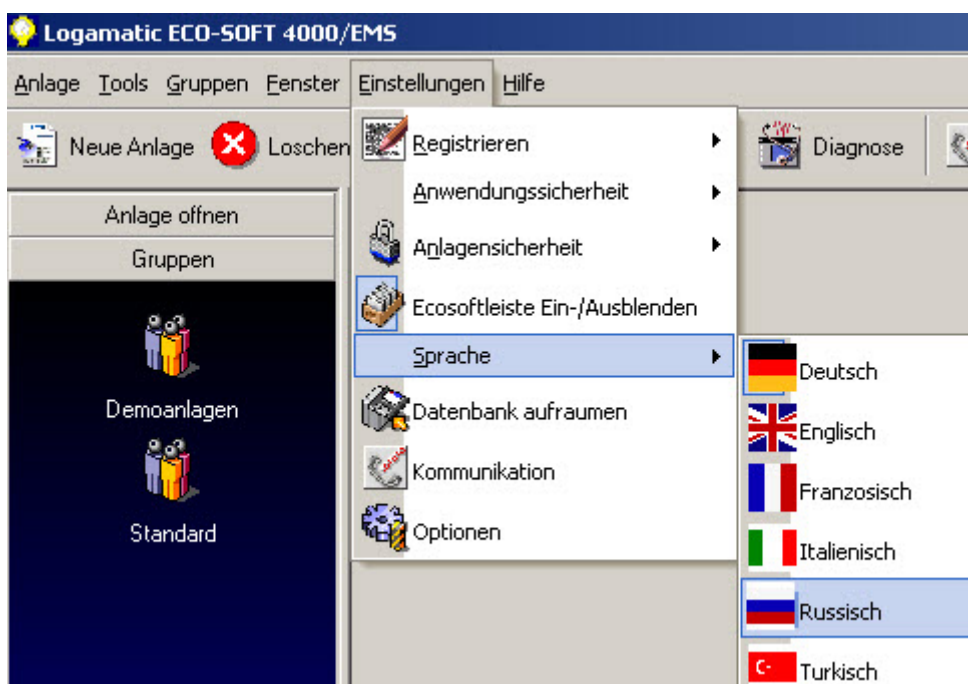 Logamatic ECO-SOFT 4000/EMS
Anlage Tools Gruppen Fenster Einstellungen Hilfe
Neue Anlage Loschen Diagnose
Anlage offnen
Gruppen
Demoanlagen
Standard
Registrieren
Anwendungssicherheit
Anlagensicherheit
Ecosoftleiste Ein-/Ausblenden
Sprache
Datenbank aufraumen
Kommunikation
Optionen
Deutsch
Englisch
Franzosisch
Italienisch
Russisch
Turkisch